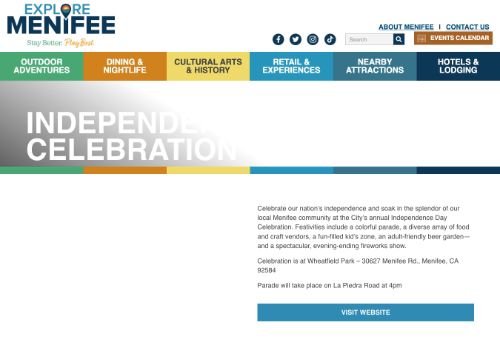 EXPLORE
MENIFEE
Stay Better. Play Best.
ABOUT MENIFEE | CONTACT US
Search
EVENTS CALENDAR
OUTDOOR
ADVENTURES
DINING &
NIGHTLIFE
CULTURAL ARTS
& HISTORY
RETAIL &
EXPERIENCES
NEARBY
ATTRACTIONS
HOTELS &
LODGING
CELEBRATION
Celebrate our nation's independence and soak in the splendor of our
local Menifee community at the City's annual Independence Day
Celebration. Festivities include a colorful parade, a diverse array of food
and craft vendors, a fun-filled kid's zone, an adult-friendly beer garden—
and a spectacular, evening-ending fireworks show.
Celebration is at Wheatfield Park – 30627 Menifee Rd., Menifee, CA
92584
Parade will take place on La Piedra Road at 4pm
VISIT WEBSITE